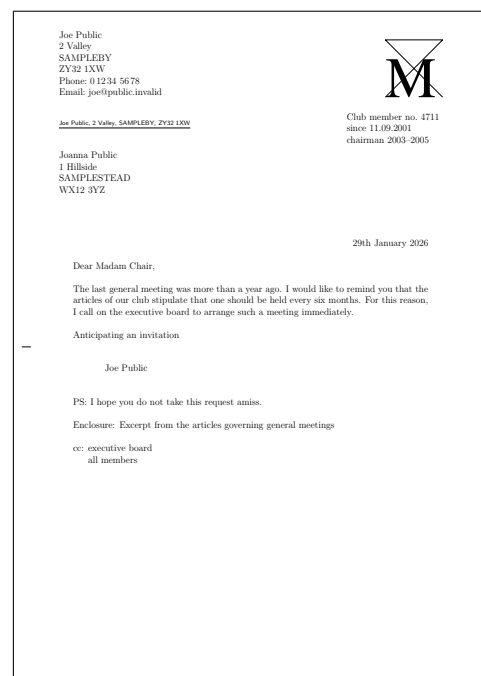 Joe Public
2 Valley
SAMPLEBY
ZY32 1XW
Phone: 0 12 34 56 78
Email: joe@public.invalid
M
Club member no. 4711
since 11.09.2001
chairman 2003–2005
Joe Public, 2 Valley, SAMPLEBY, ZY32 1XW
Joanna Public
1 Hillside
SAMPLESTEAD
WX12 3YZ
29th January 2026
Dear Madam Chair,
The last general meeting was more than a year ago. I would like to remind you that the
articles of our club stipulate that one should be held every six months. For this reason,
I call on the executive board to arrange such a meeting immediately.
Anticipating an invitation
Joe Public
PS: I hope you do not take this request amiss.
Enclosure: Excerpt from the articles governing general meetings
cc: executive board
all members